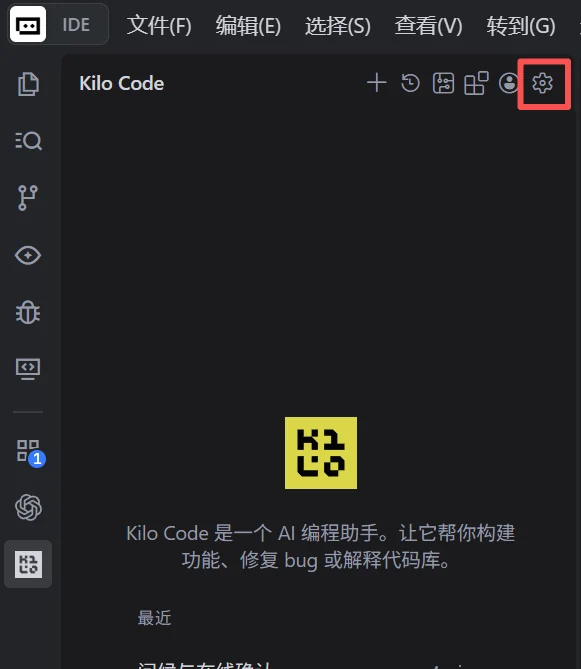 IDE 文件(F) 编辑(E) 选择(S) 查看(V) 转到(G)
Kilo Code
1
Kilo Code 是一个 AI 编程助手。让它帮你构建
功能、修复 bug 或解释代码库。
最近